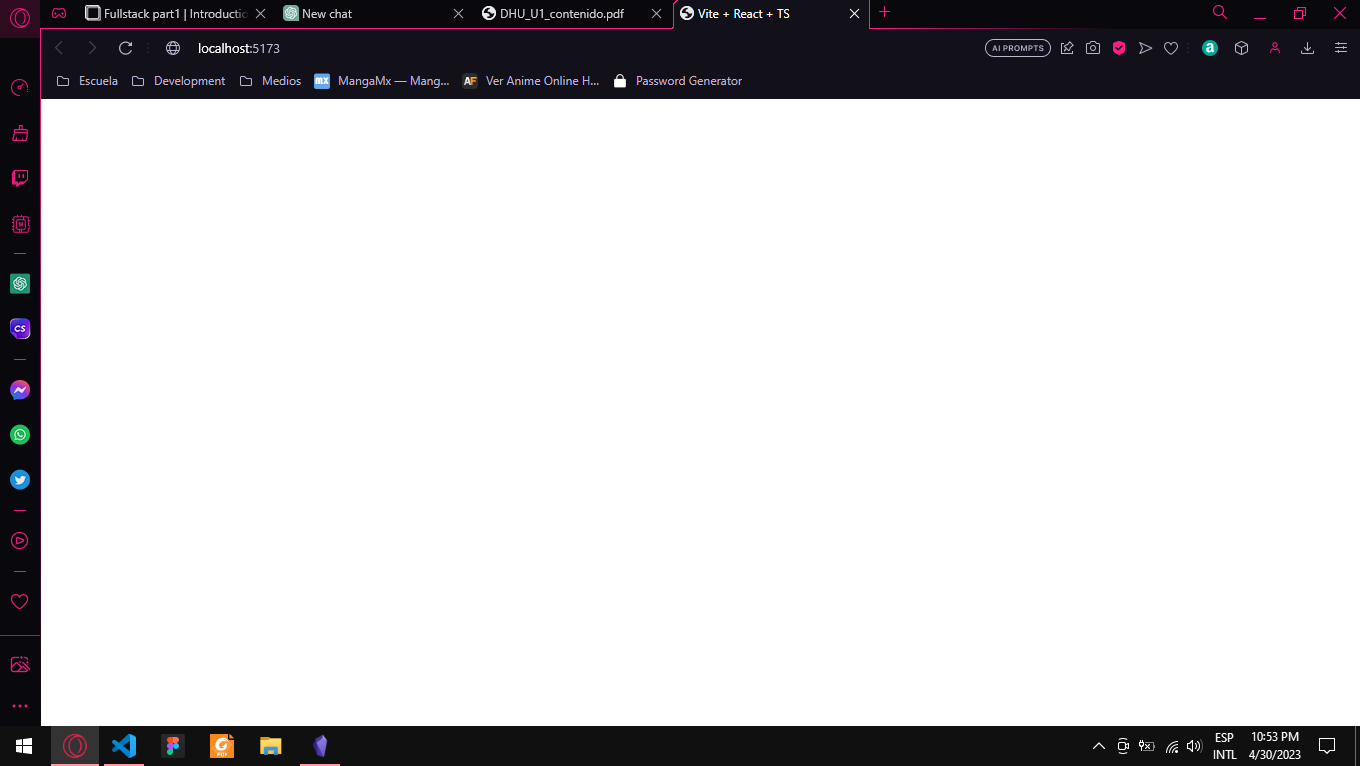 Fullstack part1 | Introductio
New chat
DHU_U1_contenido.pdf
Vite + React + TS
localhost:5173
AI PROMPTS
a
Escuela
Development
Medios
mx
MangaMx — Mang...
AF
Ver Anime Online H...
Password Generator
M
CS
PDF
ESP
INTL
10:53 PM
4/30/2023